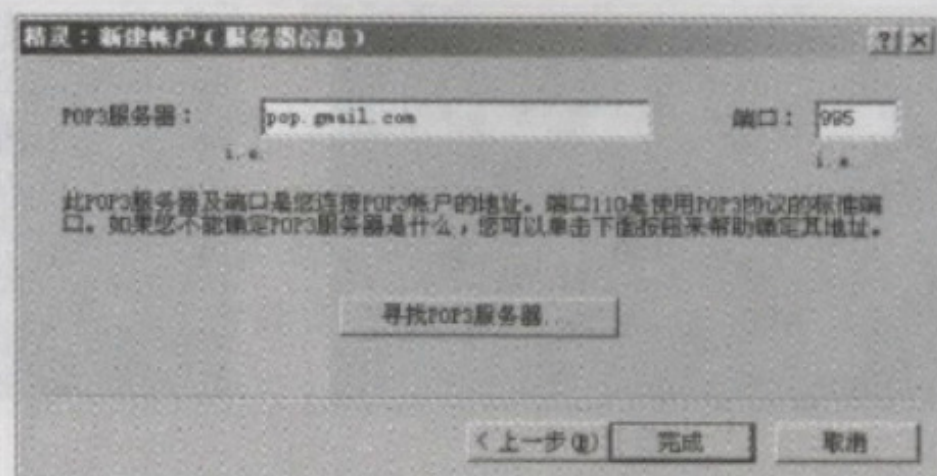 精灵：新建帐户（服务器信息）
POP3服务器：
pop.gmail.com
端口：
995
i.e.
i.e.
此POP3服务器及端口是您连接POP3帐户的地址。端口110是使用POP3协议的标准端
口。如果您不能确定POP3服务器是什么，您可以单击下面按钮来帮助确定其地址。
寻找POP3服务器...
<上一步(B)
完成
取消